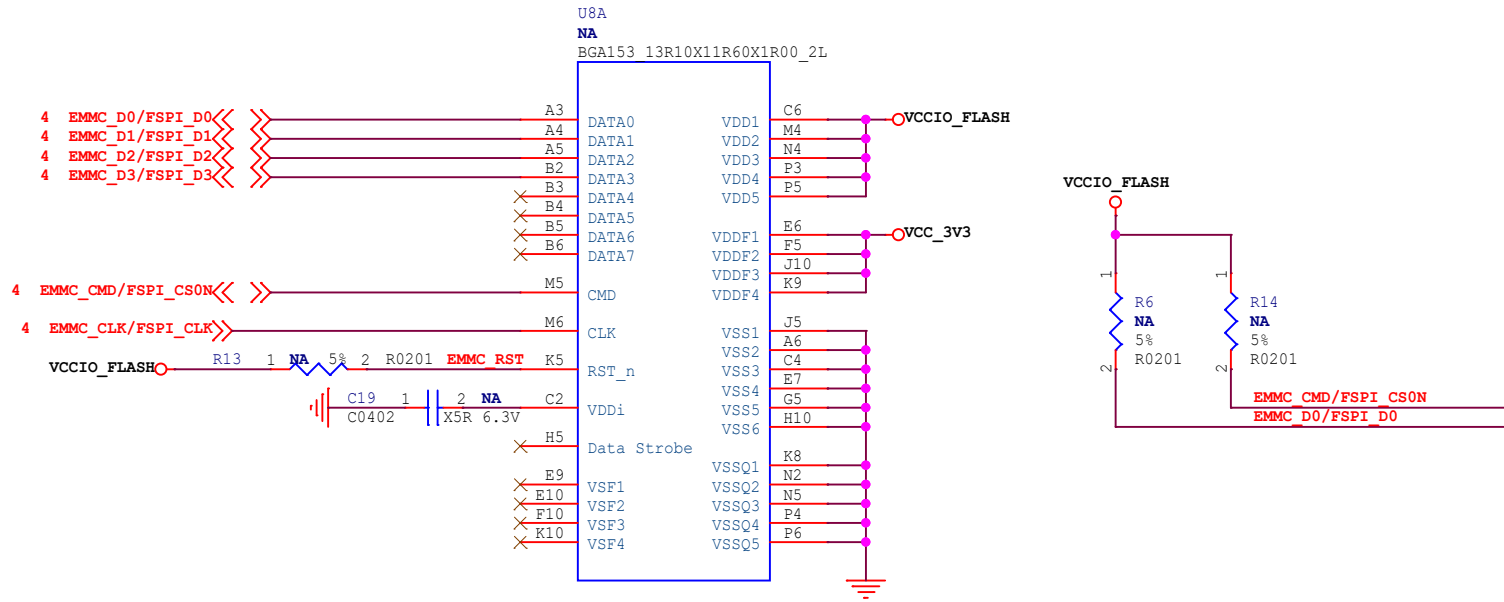 U8A
NA
BGA153_13R10X11R60X1R00_2L
4 EMMC_D0/FSPI_D0 A3 DATA0
4 EMMC_D1/FSPI_D1 A4 DATA1
4 EMMC_D2/FSPI_D2 A5 DATA2
4 EMMC_D3/FSPI_D3 B2 DATA3
B3 DATA4
B4 DATA5
B5 DATA6
B6 DATA7
4 EMMC_CMD/FSPI_CS0N M5 CMD
4 EMMC_CLK/FSPI_CLK M6 CLK
VCCIO_FLASH R13 1 NA 5% 2 R0201 EMMC_RST K5 RST_n
C19 1 2 NA C2 VDDi
C0402 X5R 6.3V
H5 Data Strobe
E9 VSF1
E10 VSF2
F10 VSF3
K10 VSF4
VDD1 C6 VCCIO_FLASH
VDD2 M4
VDD3 N4
VDD4 P3
VDD5 P5
VDDF1 E6 VCC_3V3
VDDF2 F5
VDDF3 J10
VDDF4 K9
VSS1 J5
VSS2 A6
VSS3 C4
VSS4 E7
VSS5 G5
VSS6 H10
VSSQ1 K8
VSSQ2 N2
VSSQ3 N5
VSSQ4 P4
VSSQ5 P6
VCCIO_FLASH
1
R6
NA
5%
R0201
2
1
R14
NA
5%
R0201
2
EMMC_CMD/FSPI_CS0N
EMMC_D0/FSPI_D0